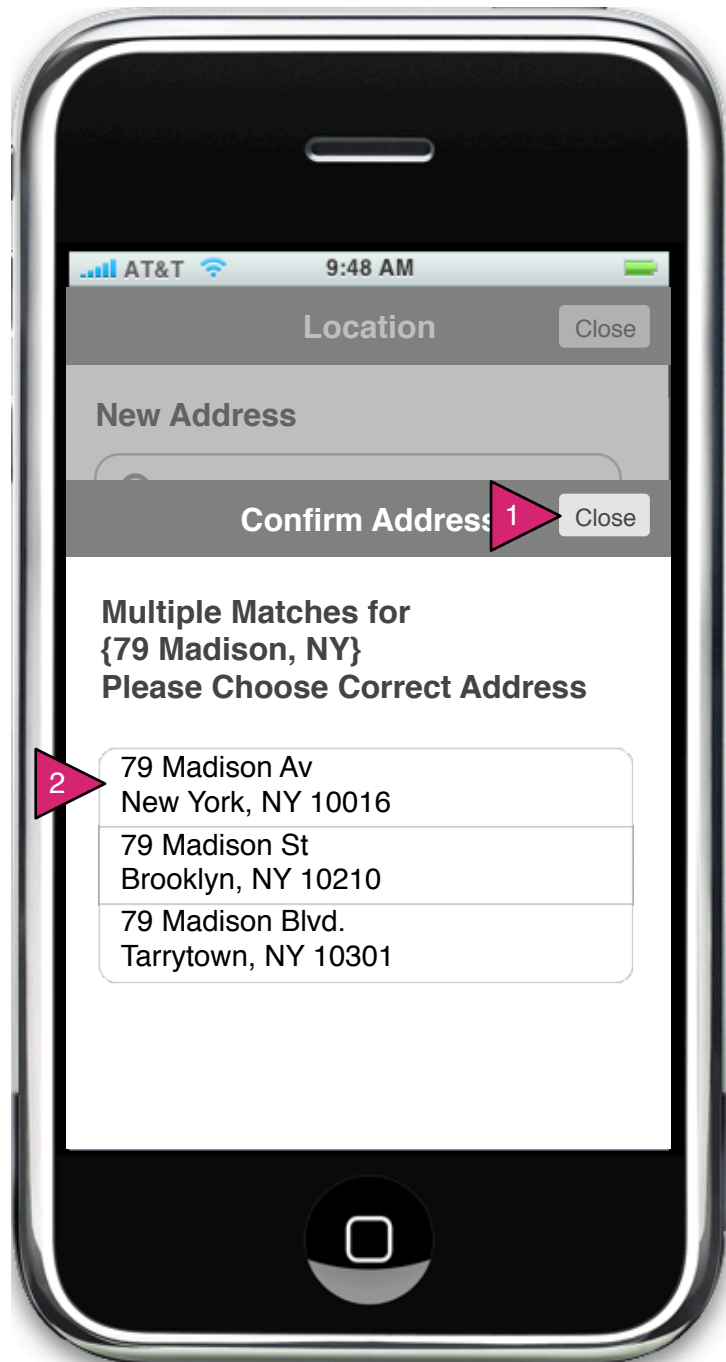 AT&T 9:48 AM
Location Close
New Address
Confirm Address 1 Close
Multiple Matches for
{79 Madison, NY}
Please Choose Correct Address
2
79 Madison Av
New York, NY 10016
79 Madison St
Brooklyn, NY 10210
79 Madison Blvd.
Tarrytown, NY 10301